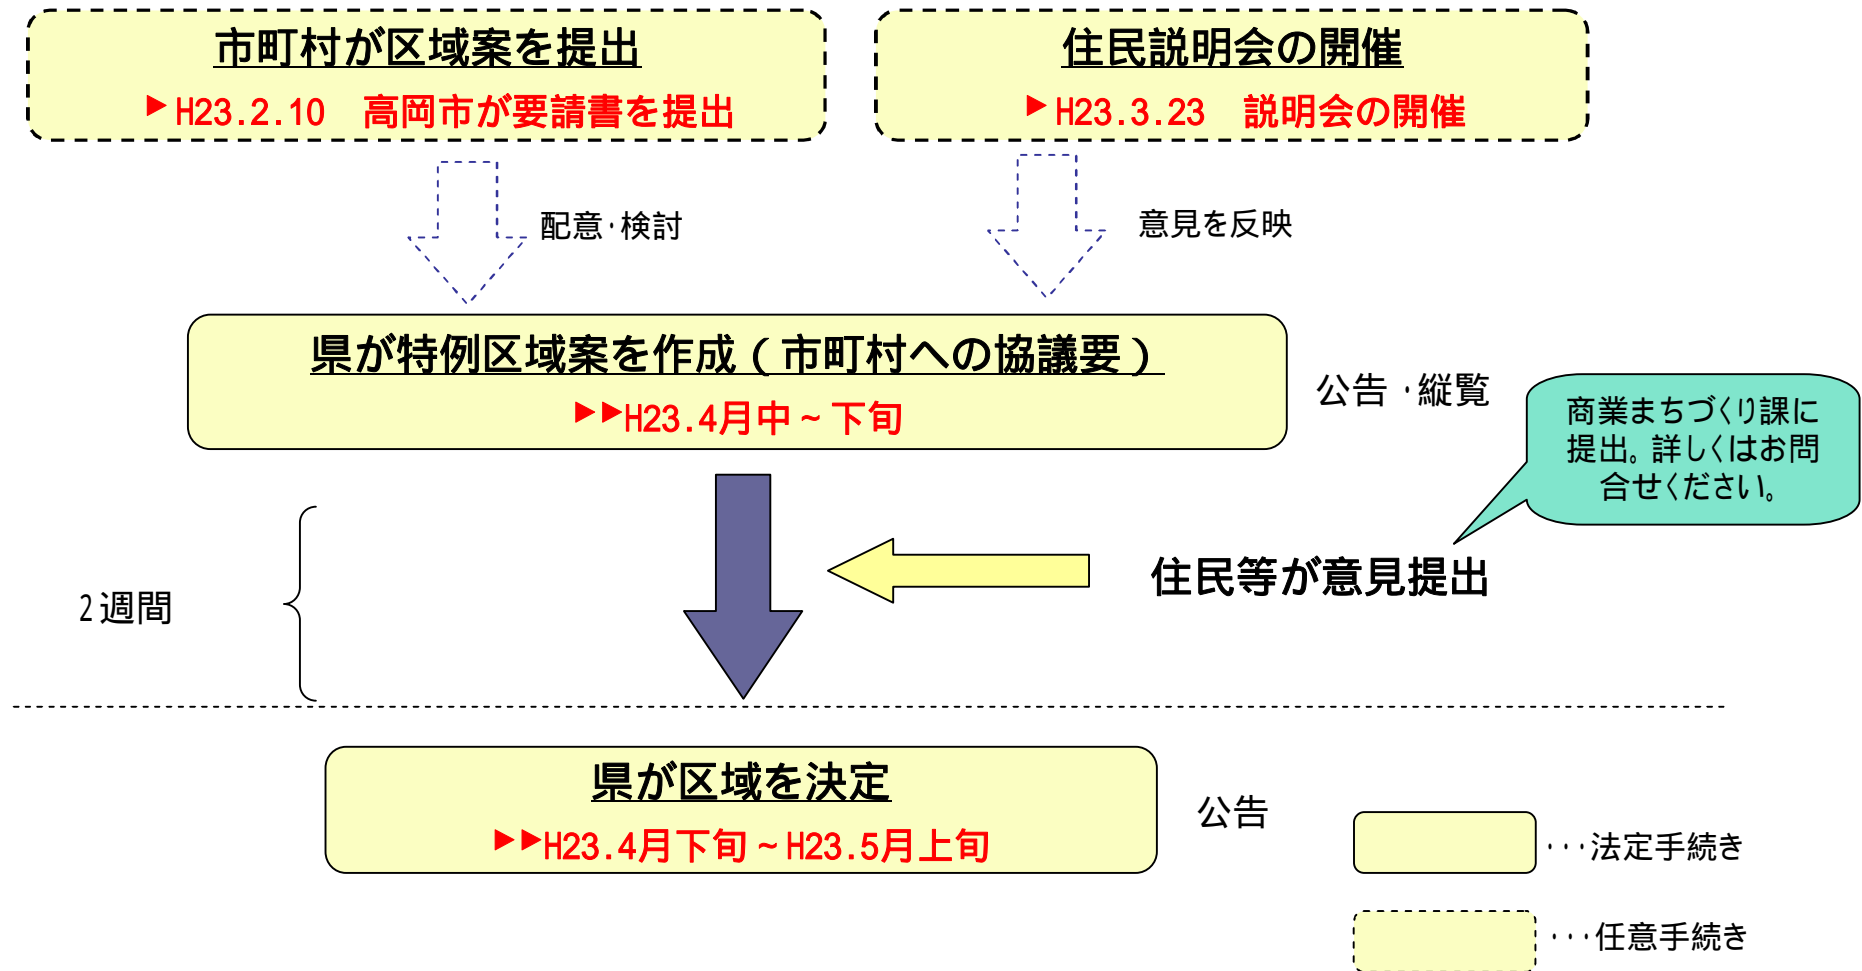 市町村が区域案を提出
▶H23.2.10　高岡市が要請書を提出
住民説明会の開催
▶H23.3.23　説明会の開催
配意・検討
意見を反映
県が特例区域案を作成（市町村への協議要）
▶▶H23.4月中～下旬
公告・縦覧
商業まちづくり課に
提出。詳しくはお問
合せください。
住民等が意見提出
2週間
県が区域を決定
▶▶H23.4月下旬～H23.5月上旬
公告
・・・法定手続き
・・・任意手続き